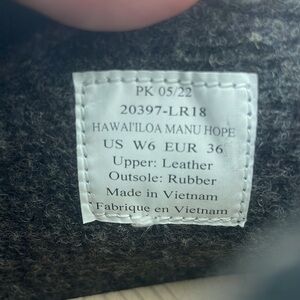 PK 05/22
20397-LR18
HAWAI'ILOA MANU HOPE
US W6 EUR 36
Upper: Leather
Outsole: Rubber
Made in Vietnam
Fabrique en Vietnam